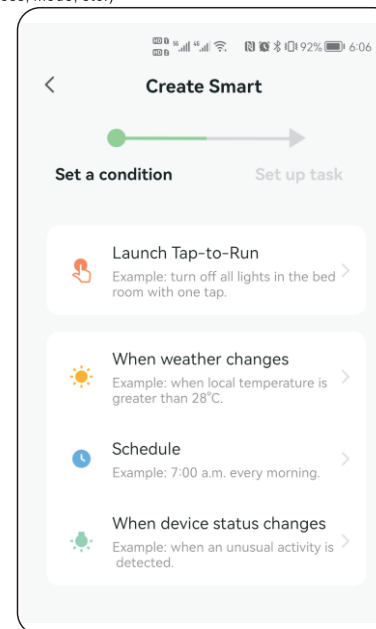 92% 6:06
Create Smart
Set a condition Set up task
Launch Tap-to-Run
Example: turn off all lights in the bed
room with one tap.
When weather changes
Example: when local temperature is
greater than 28°C.
Schedule
Example: 7:00 a.m. every morning.
When device status changes
Example: when an unusual activity is
detected.